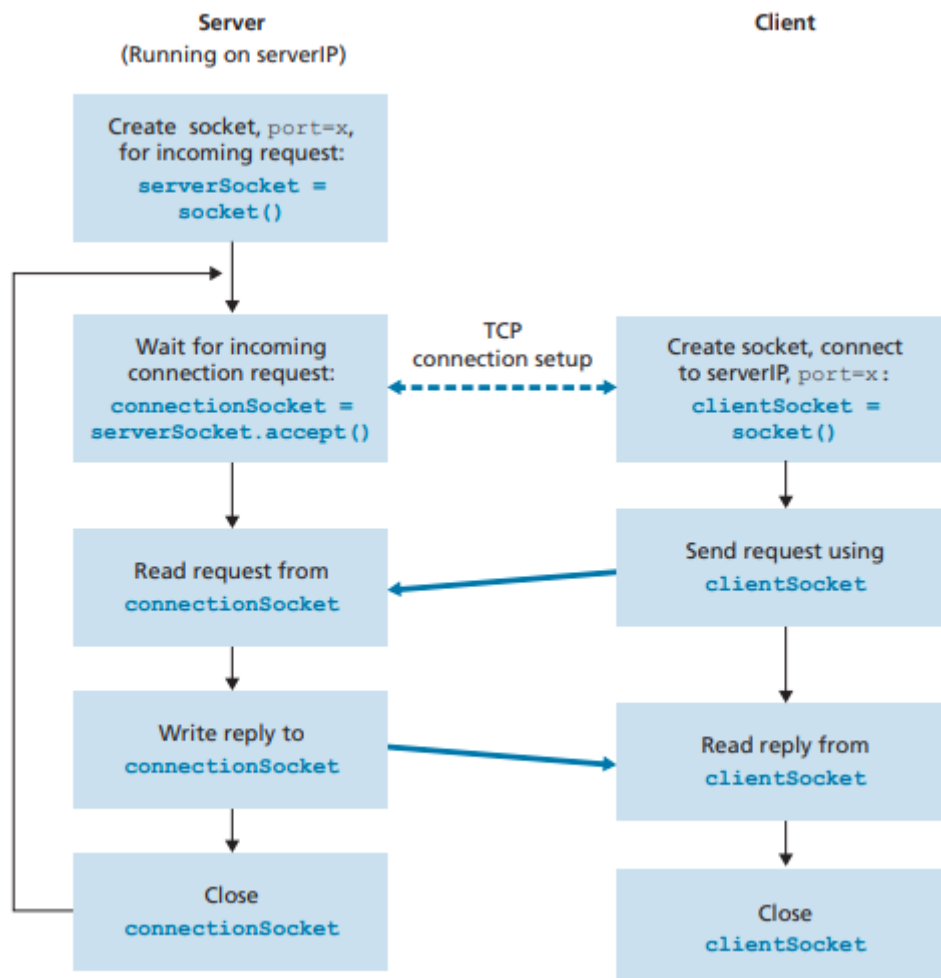 Server
(Running on serverIP)
Client
Create socket, port=x,
for incoming request:
serverSocket =
socket()
Wait for incoming
connection request:
connectionSocket =
serverSocket.accept()
TCP
connection setup
Create socket, connect
to serverIP, port=x:
clientSocket =
socket()
Read request from
connectionSocket
Send request using
clientSocket
Write reply to
connectionSocket
Read reply from
clientSocket
Close
connectionSocket
Close
clientSocket